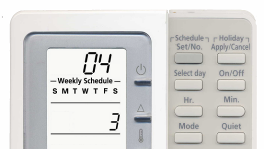 04
Weekly Schedule
S M T W T F S
3
Schedule Holiday
Set/No. Apply/Cancel
Select day On/Off
Hr. Min.
Mode Quiet